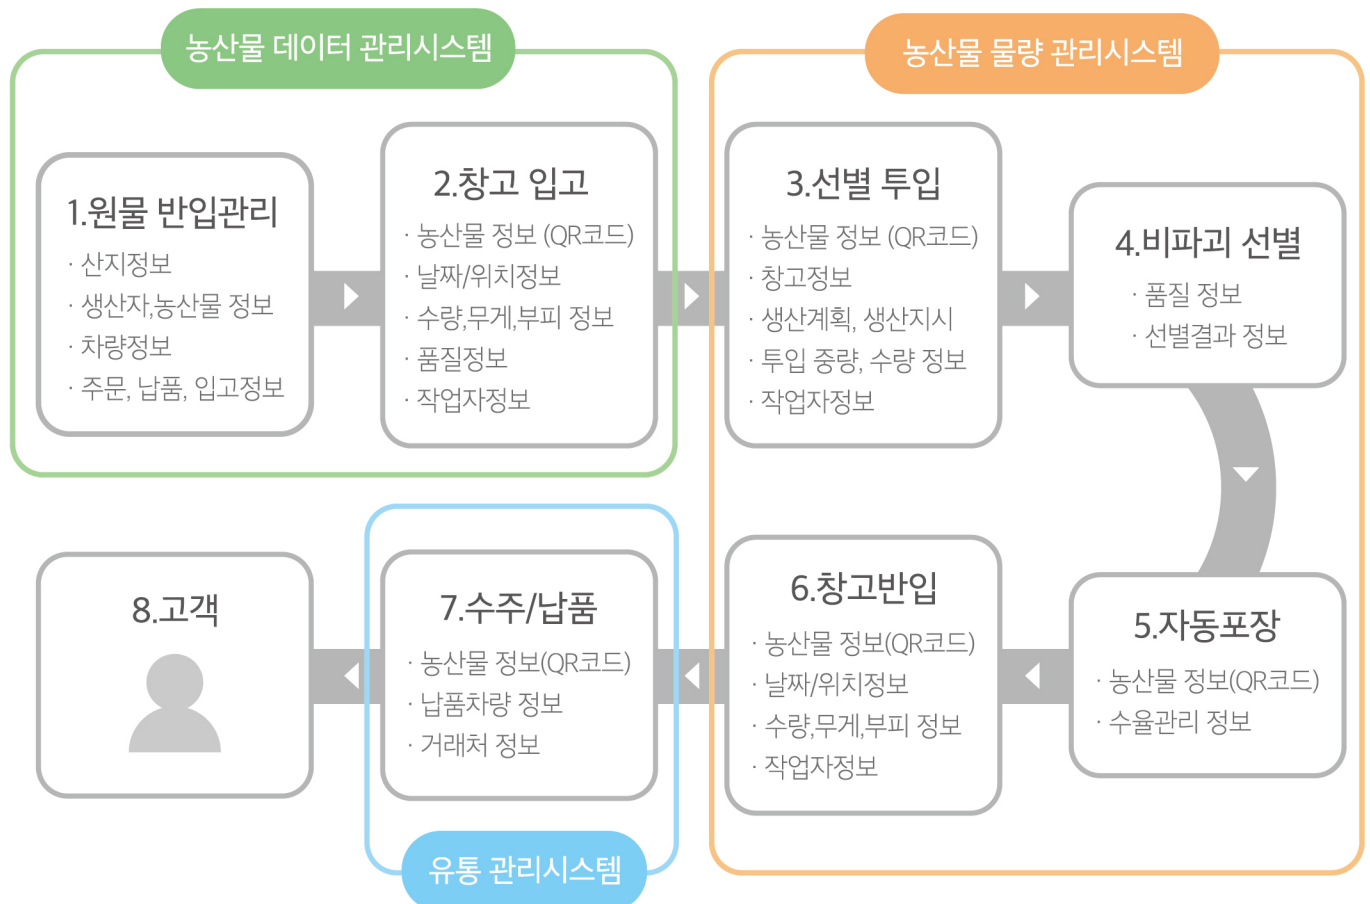 농산물 데이터 관리시스템
1.원물 반입관리
· 산지정보
· 생산자,농산물 정보
· 차량정보
· 주문, 납품, 입고정보
2.창고 입고
· 농산물 정보 (QR코드)
· 날짜/위치정보
· 수량,무게,부피 정보
· 품질정보
· 작업자정보
농산물 물량 관리시스템
3.선별 투입
· 농산물 정보 (QR코드)
· 창고정보
· 생산계획, 생산지시
· 투입 중량, 수량 정보
· 작업자정보
4.비파괴 선별
· 품질 정보
· 선별결과 정보
5.자동포장
· 농산물 정보(QR코드)
· 수율관리 정보
6.창고반입
· 농산물 정보(QR코드)
· 날짜/위치정보
· 수량,무게,부피 정보
· 작업자정보
7.수주/납품
· 농산물 정보(QR코드)
· 납품차량 정보
· 거래처 정보
유통 관리시스템
8.고객